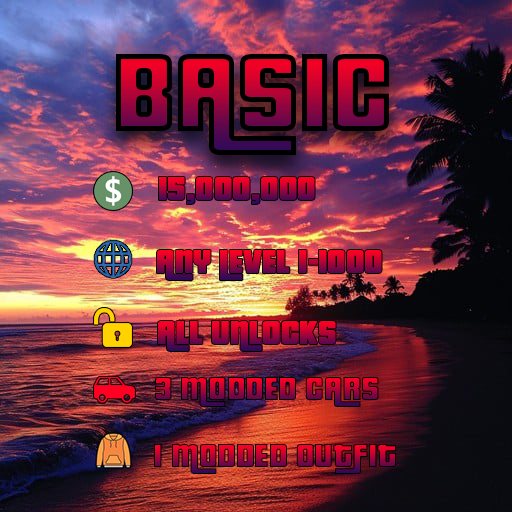 BASIC
$ 15,000,000
ANY LEVEL 1-1000
ALL UNLOCKS
3 MODDED CARS
1 MODDED OUTFIT